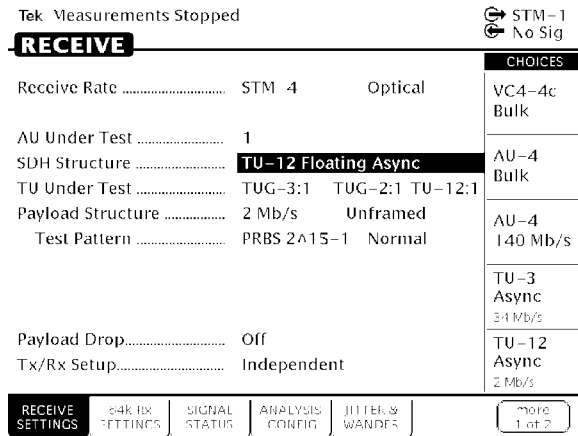 Tek Measurements Stopped
STM-1
No Sig
RECEIVE
CHOICES
Receive Rate ............................ STM 4 Optical
VC4-4c
Bulk
AU Under Test ........................ 1
SDH Structure ........................ TU-12 Floating Async
AU-4
Bulk
TU Under Test ........................ TUG-3:1 TUG-2:1 TU-12:1
Payload Structure ................. 2 Mb/s Unframed
AU-4
140 Mb/s
Test Pattern ........................ PRBS 2^15-1 Normal
TU-3
Async
34 Mb/s
Payload Drop........................... Off
TU-12
Async
2 Mb/s
Tx/Rx Setup............................. Independent
RECEIVE
SETTINGS
64k Rx
SETTINGS
SIGNAL
STATUS
ANALYSIS
CONFIG
JITTER &
WANDER
more
1 of 2